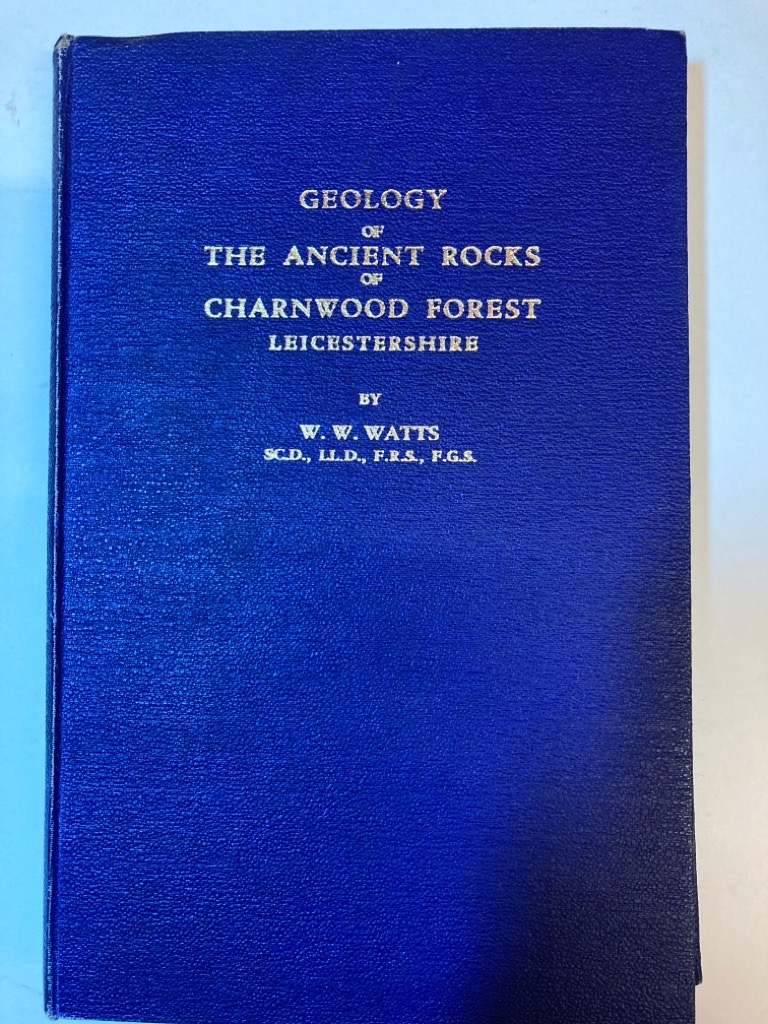 GEOLOGY
OF
THE ANCIENT ROCKS
OF
CHARNWOOD FOREST
LEICESTERSHIRE
BY
W. W. WATTS
SC.D., LL.D., F.R.S., F.G.S.